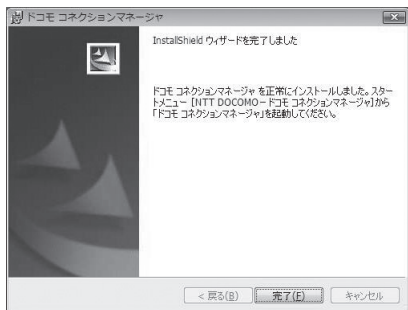 ドコモ コネクションマネージャ
InstallShield ウィザードを完了しました
ドコモ コネクションマネージャ を正常にインストールしました。スター
トメニュー［NTT DOCOMO－ドコモ コネクションマネージャ]から
「ドコモ コネクションマネージャ」を起動してください。
< 戻る(B)
完了(F)
キャンセル